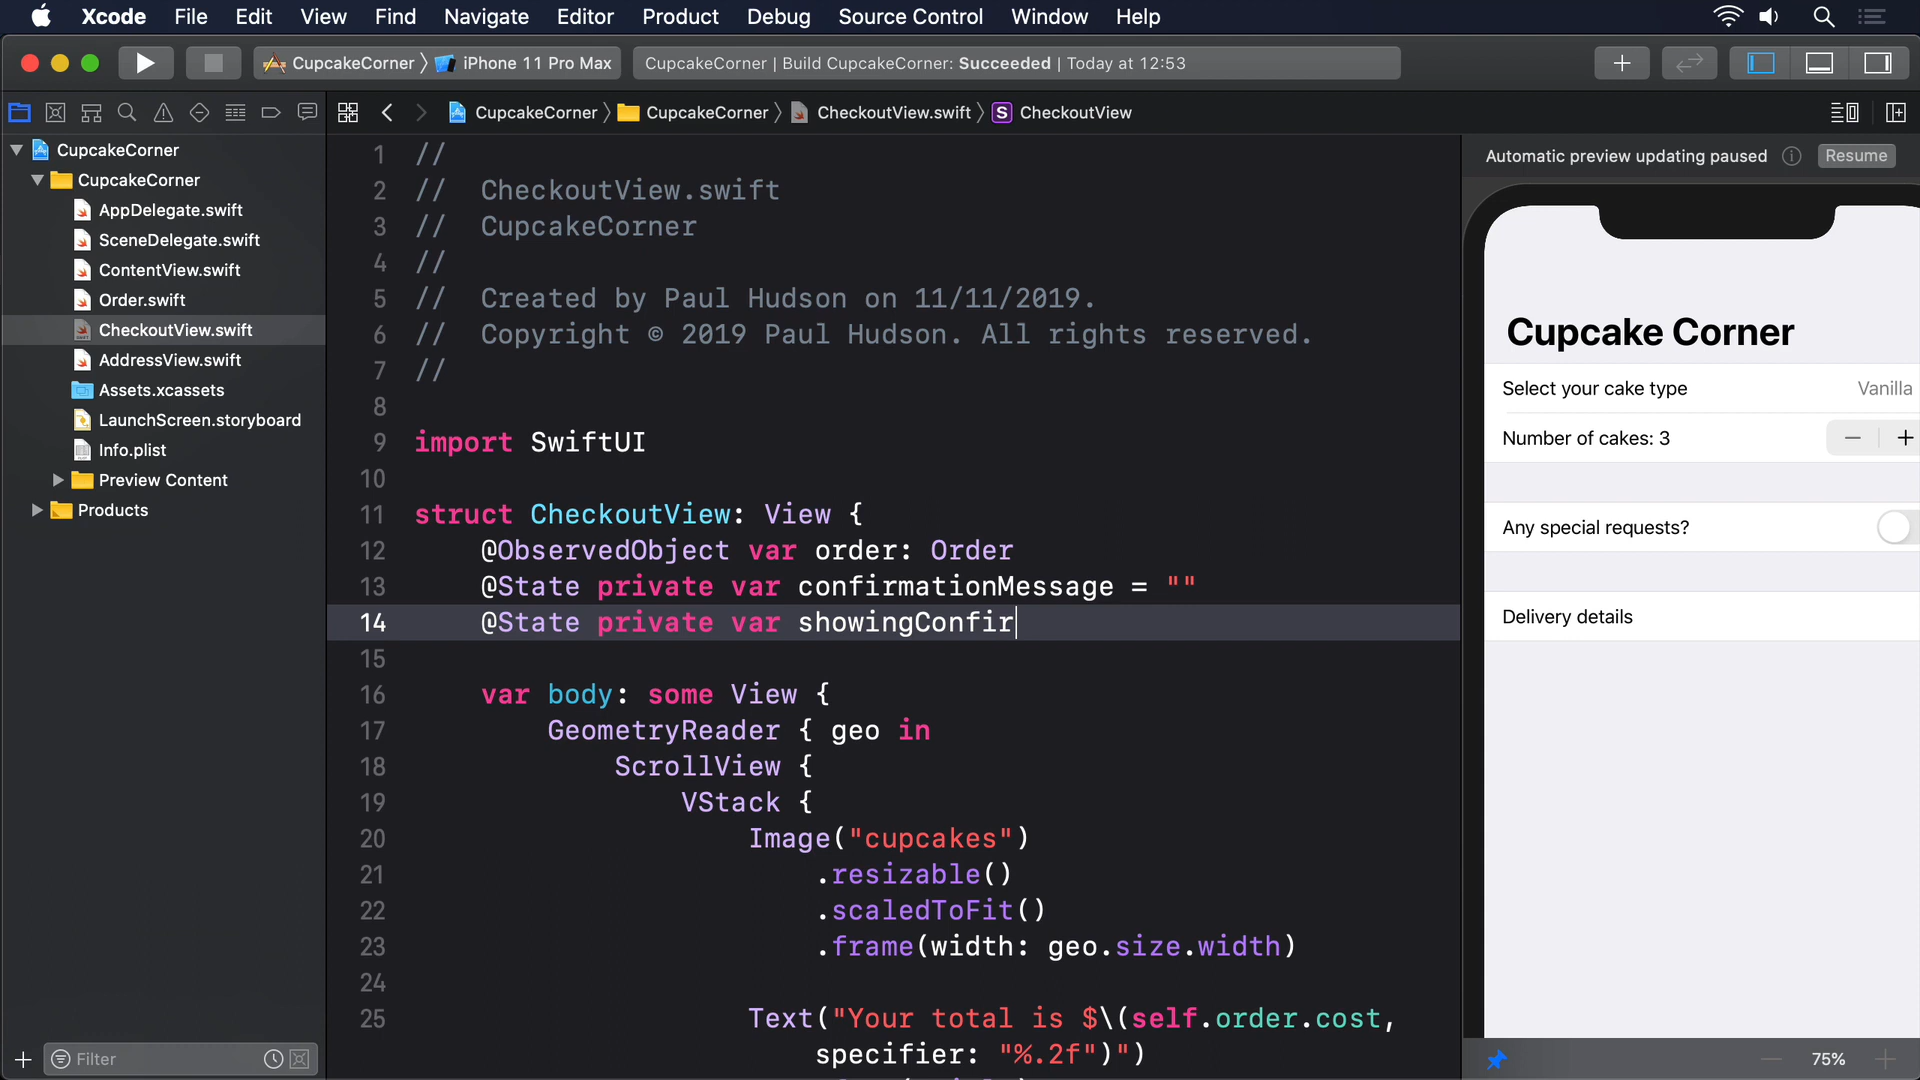 Xcode File Edit View Find Navigate Editor Product Debug Source Control Window Help
CupcakeCorner iPhone 11 Pro Max
CupcakeCorner | Build CupcakeCorner: Succeeded | Today at 12:53
CupcakeCorner CupcakeCorner CheckoutView.swift S CheckoutView
CupcakeCorner
CupcakeCorner
AppDelegate.swift
SceneDelegate.swift
ContentView.swift
Order.swift
CheckoutView.swift
AddressView.swift
Assets.xcassets
LaunchScreen.storyboard
Info.plist
Preview Content
Products
Filter
1 //
2 //  CheckoutView.swift
3 //  CupcakeCorner
4 //
5 //  Created by Paul Hudson on 11/11/2019.
6 //  Copyright © 2019 Paul Hudson. All rights reserved.
7 //
8
9 import SwiftUI
10
11 struct CheckoutView: View {
12     @ObservedObject var order: Order
13     @State private var confirmationMessage = ""
14     @State private var showingConfir
15
16     var body: some View {
17         GeometryReader { geo in
18             ScrollView {
19                 VStack {
20                     Image("cupcakes")
21                         .resizable()
22                         .scaledToFit()
23                         .frame(width: geo.size.width)
24
25                     Text("Your total is $\(self.order.cost,
specifier: "%.2f")")
Automatic preview updating paused Resume
Cupcake Corner
Select your cake type Vanilla
Number of cakes: 3 − +
Any special requests?
Delivery details
75%